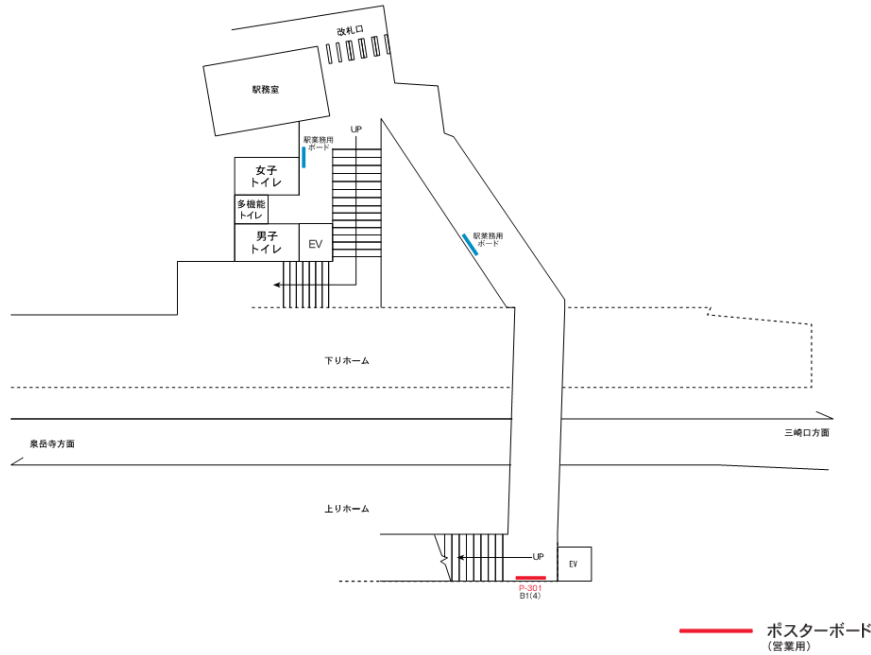 改札口
駅務室
UP
駅業務用
ボード
女子
トイレ
多機能
トイレ
男子
トイレ
EV
駅業務用
ボード
下りホーム
泉岳寺方面
三崎口方面
上りホーム
UP
EV
P-301
B1(4)
ポスターボード
(営業用)